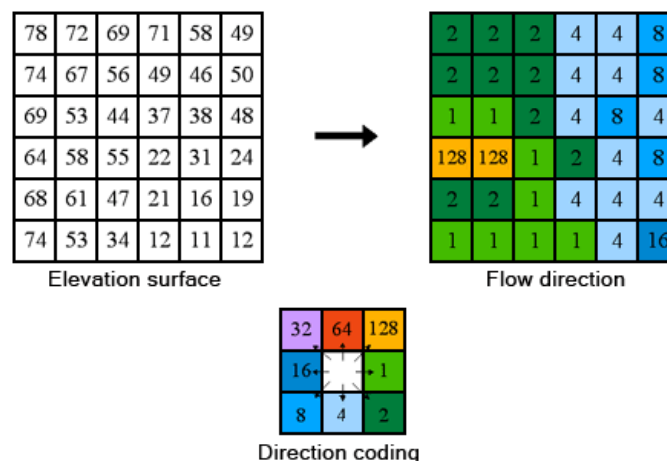 78 72 69 71 58 49
74 67 56 49 46 50
69 53 44 37 38 48
64 58 55 22 31 24
68 61 47 21 16 19
74 53 34 12 11 12
Elevation surface
2 2 2 4 4 8
2 2 2 4 4 8
1 1 2 4 8 4
128 128 1 2 4 8
2 2 1 4 4 4
1 1 1 1 4 16
Flow direction
32 64 128
16 1
8 4 2
Direction coding